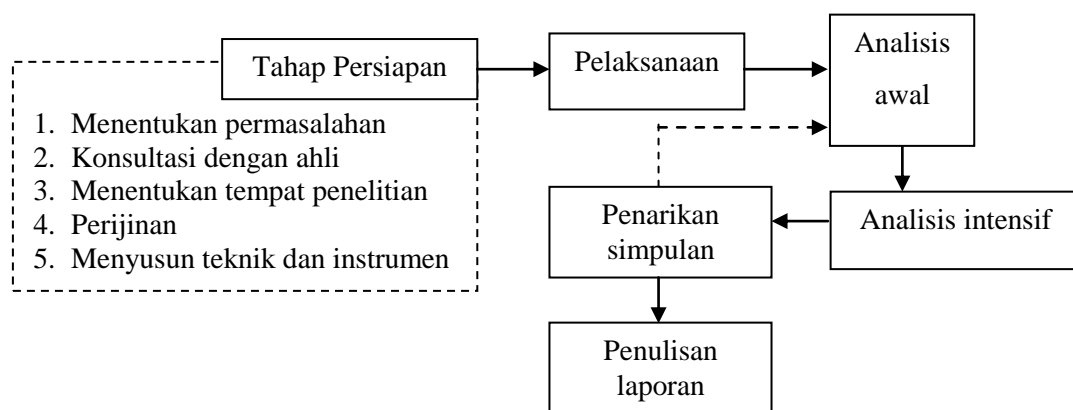 Tahap Persiapan
1. Menentukan permasalahan
2. Konsultasi dengan ahli
3. Menentukan tempat penelitian
4. Perijinan
5. Menyusun teknik dan instrumen
Pelaksanaan
Analisis
awal
Analisis intensif
Penarikan
simpulan
Penulisan
laporan